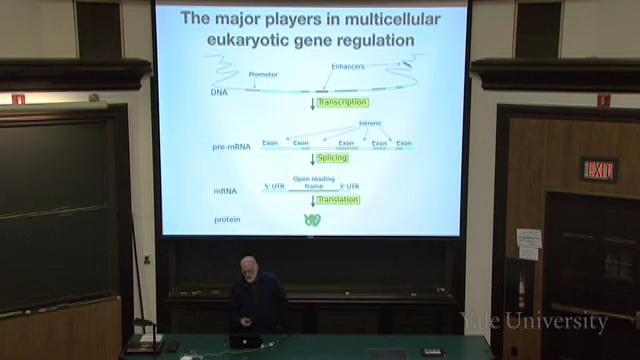 The major players in multicellular
eukaryotic gene regulation
Promoter
Enhancers
DNA
Transcription
Introns
Exon Exon Exon Exon Exon
pre-mRNA
Splicing
Open reading
frame
5' UTR 3' UTR
mRNA
Translation
protein
EXIT
Yale University